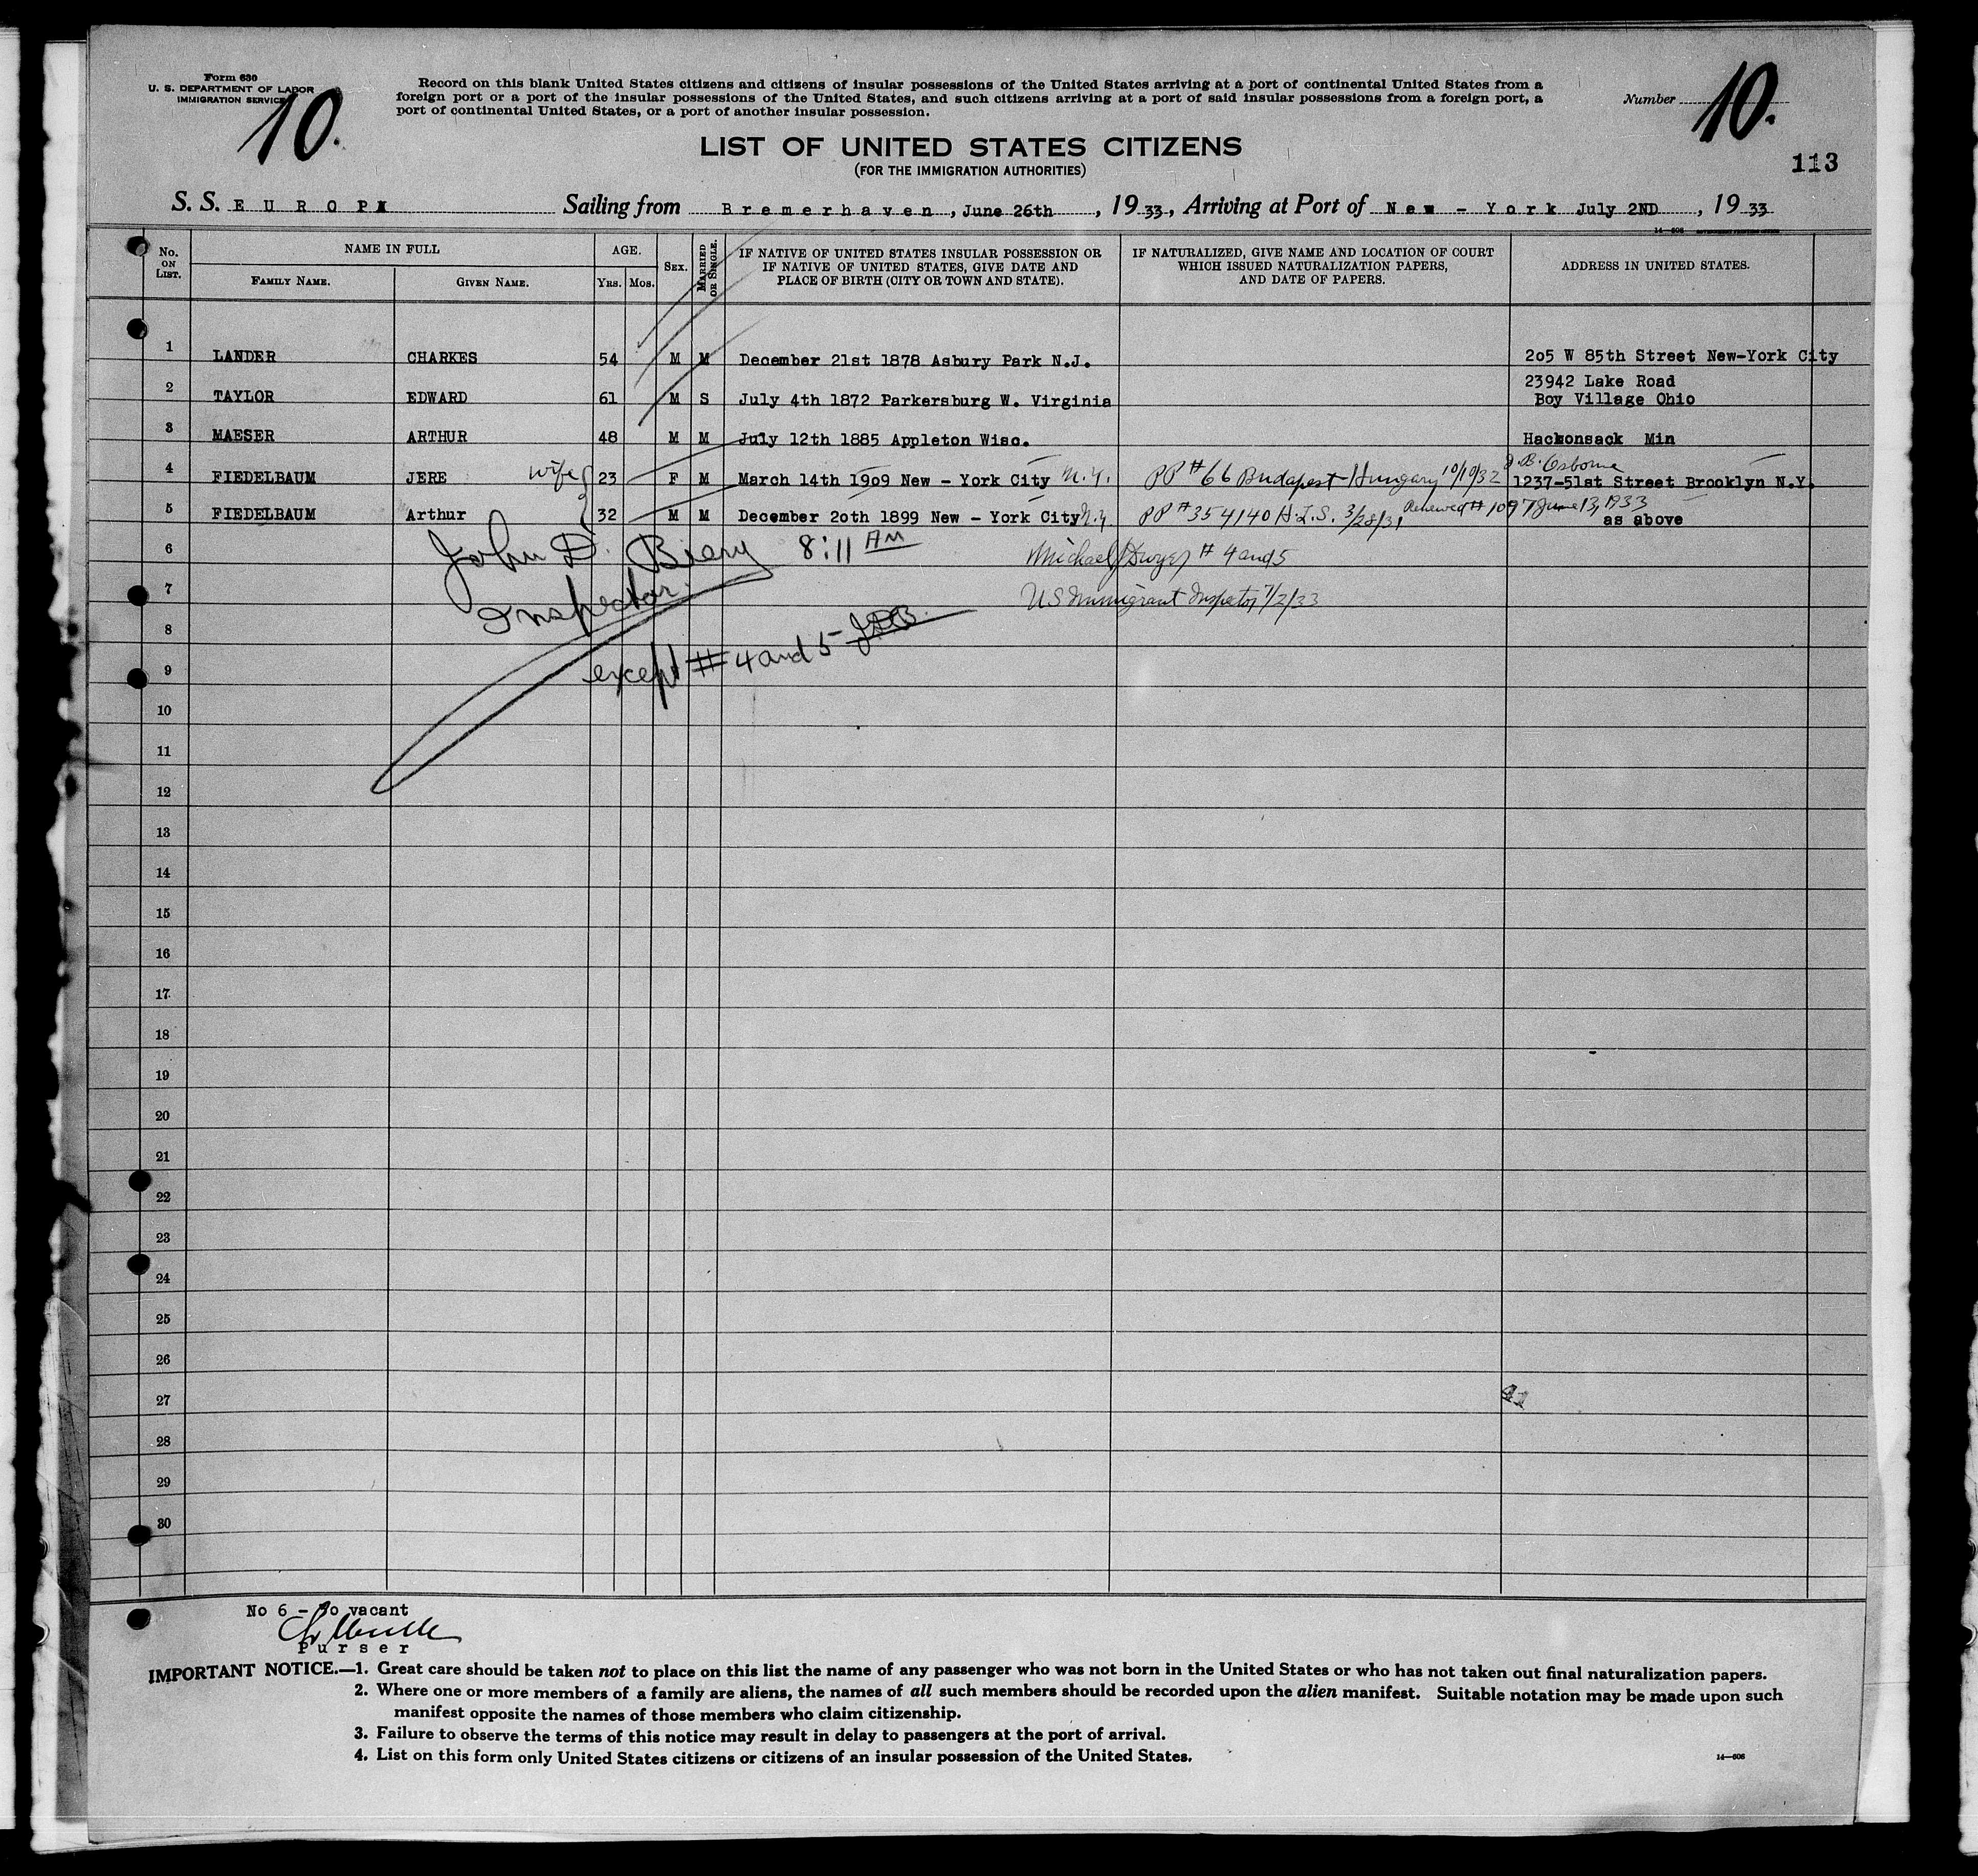 Form 630
U. S. DEPARTMENT OF LABOR
IMMIGRATION SERVICE
10.
Record on this blank United States citizens and citizens of insular possessions of the United States arriving at a port of continental United States from a
foreign port or a port of the insular possessions of the United States, and such citizens arriving at a port of said insular possessions from a foreign port, a
port of continental United States, or a port of another insular possession.
Number 10.
LIST OF UNITED STATES CITIZENS
(FOR THE IMMIGRATION AUTHORITIES)
113
S. S. EUROPA Sailing from Bremerhaven, June 26th, 1933, Arriving at Port of New - York July 2ND, 1933
No. ON LIST. NAME IN FULL FAMILY NAME. GIVEN NAME. AGE. YRS. MOS. SEX. MARRIED OR SINGLE. IF NATIVE OF UNITED STATES INSULAR POSSESSION OR IF NATIVE OF UNITED STATES, GIVE DATE AND PLACE OF BIRTH (CITY OR TOWN AND STATE). IF NATURALIZED, GIVE NAME AND LOCATION OF COURT WHICH ISSUED NATURALIZATION PAPERS, AND DATE OF PAPERS. ADDRESS IN UNITED STATES.
1 LANDER CHARKES 54 M M December 21st 1878 Asbury Park N.J. 205 W 85th Street New-York City
2 TAYLOR EDWARD 61 M S July 4th 1872 Parkersburg W. Virginia 23942 Lake Road Boy Village Ohio
3 MAESER ARTHUR 48 M M July 12th 1885 Appleton Wisc. Hackonsack Min
4 FIEDELBAUM JERE wife 23 F M March 14th 1909 New - York City N.Y. PP #66 Budapest Hungary 10/10/32 J.B. Osborne 1237-51st Street Brooklyn N.Y.
5 FIEDELBAUM Arthur 32 M M December 20th 1899 New - York City N.Y. PP #354140 3/28/31 Renewed #1097 June 13, 1933 as above
6 John D. Biery 8:11 AM Michael Dwyer # 4 and 5
7 Inspector US Immigrant Inspector 7/2/33
8
9 except #4 and 5 JDB
10
11
12
13
14
15
16
17
18
19
20
21
22
23
24
25
26
27
28
29
30
No 6 - 30 vacant
Purser
IMPORTANT NOTICE.—1. Great care should be taken not to place on this list the name of any passenger who was not born in the United States or who has not taken out final naturalization papers.
2. Where one or more members of a family are aliens, the names of all such members should be recorded upon the alien manifest. Suitable notation may be made upon such
manifest opposite the names of those members who claim citizenship.
3. Failure to observe the terms of this notice may result in delay to passengers at the port of arrival.
4. List on this form only United States citizens or citizens of an insular possession of the United States.
14—606